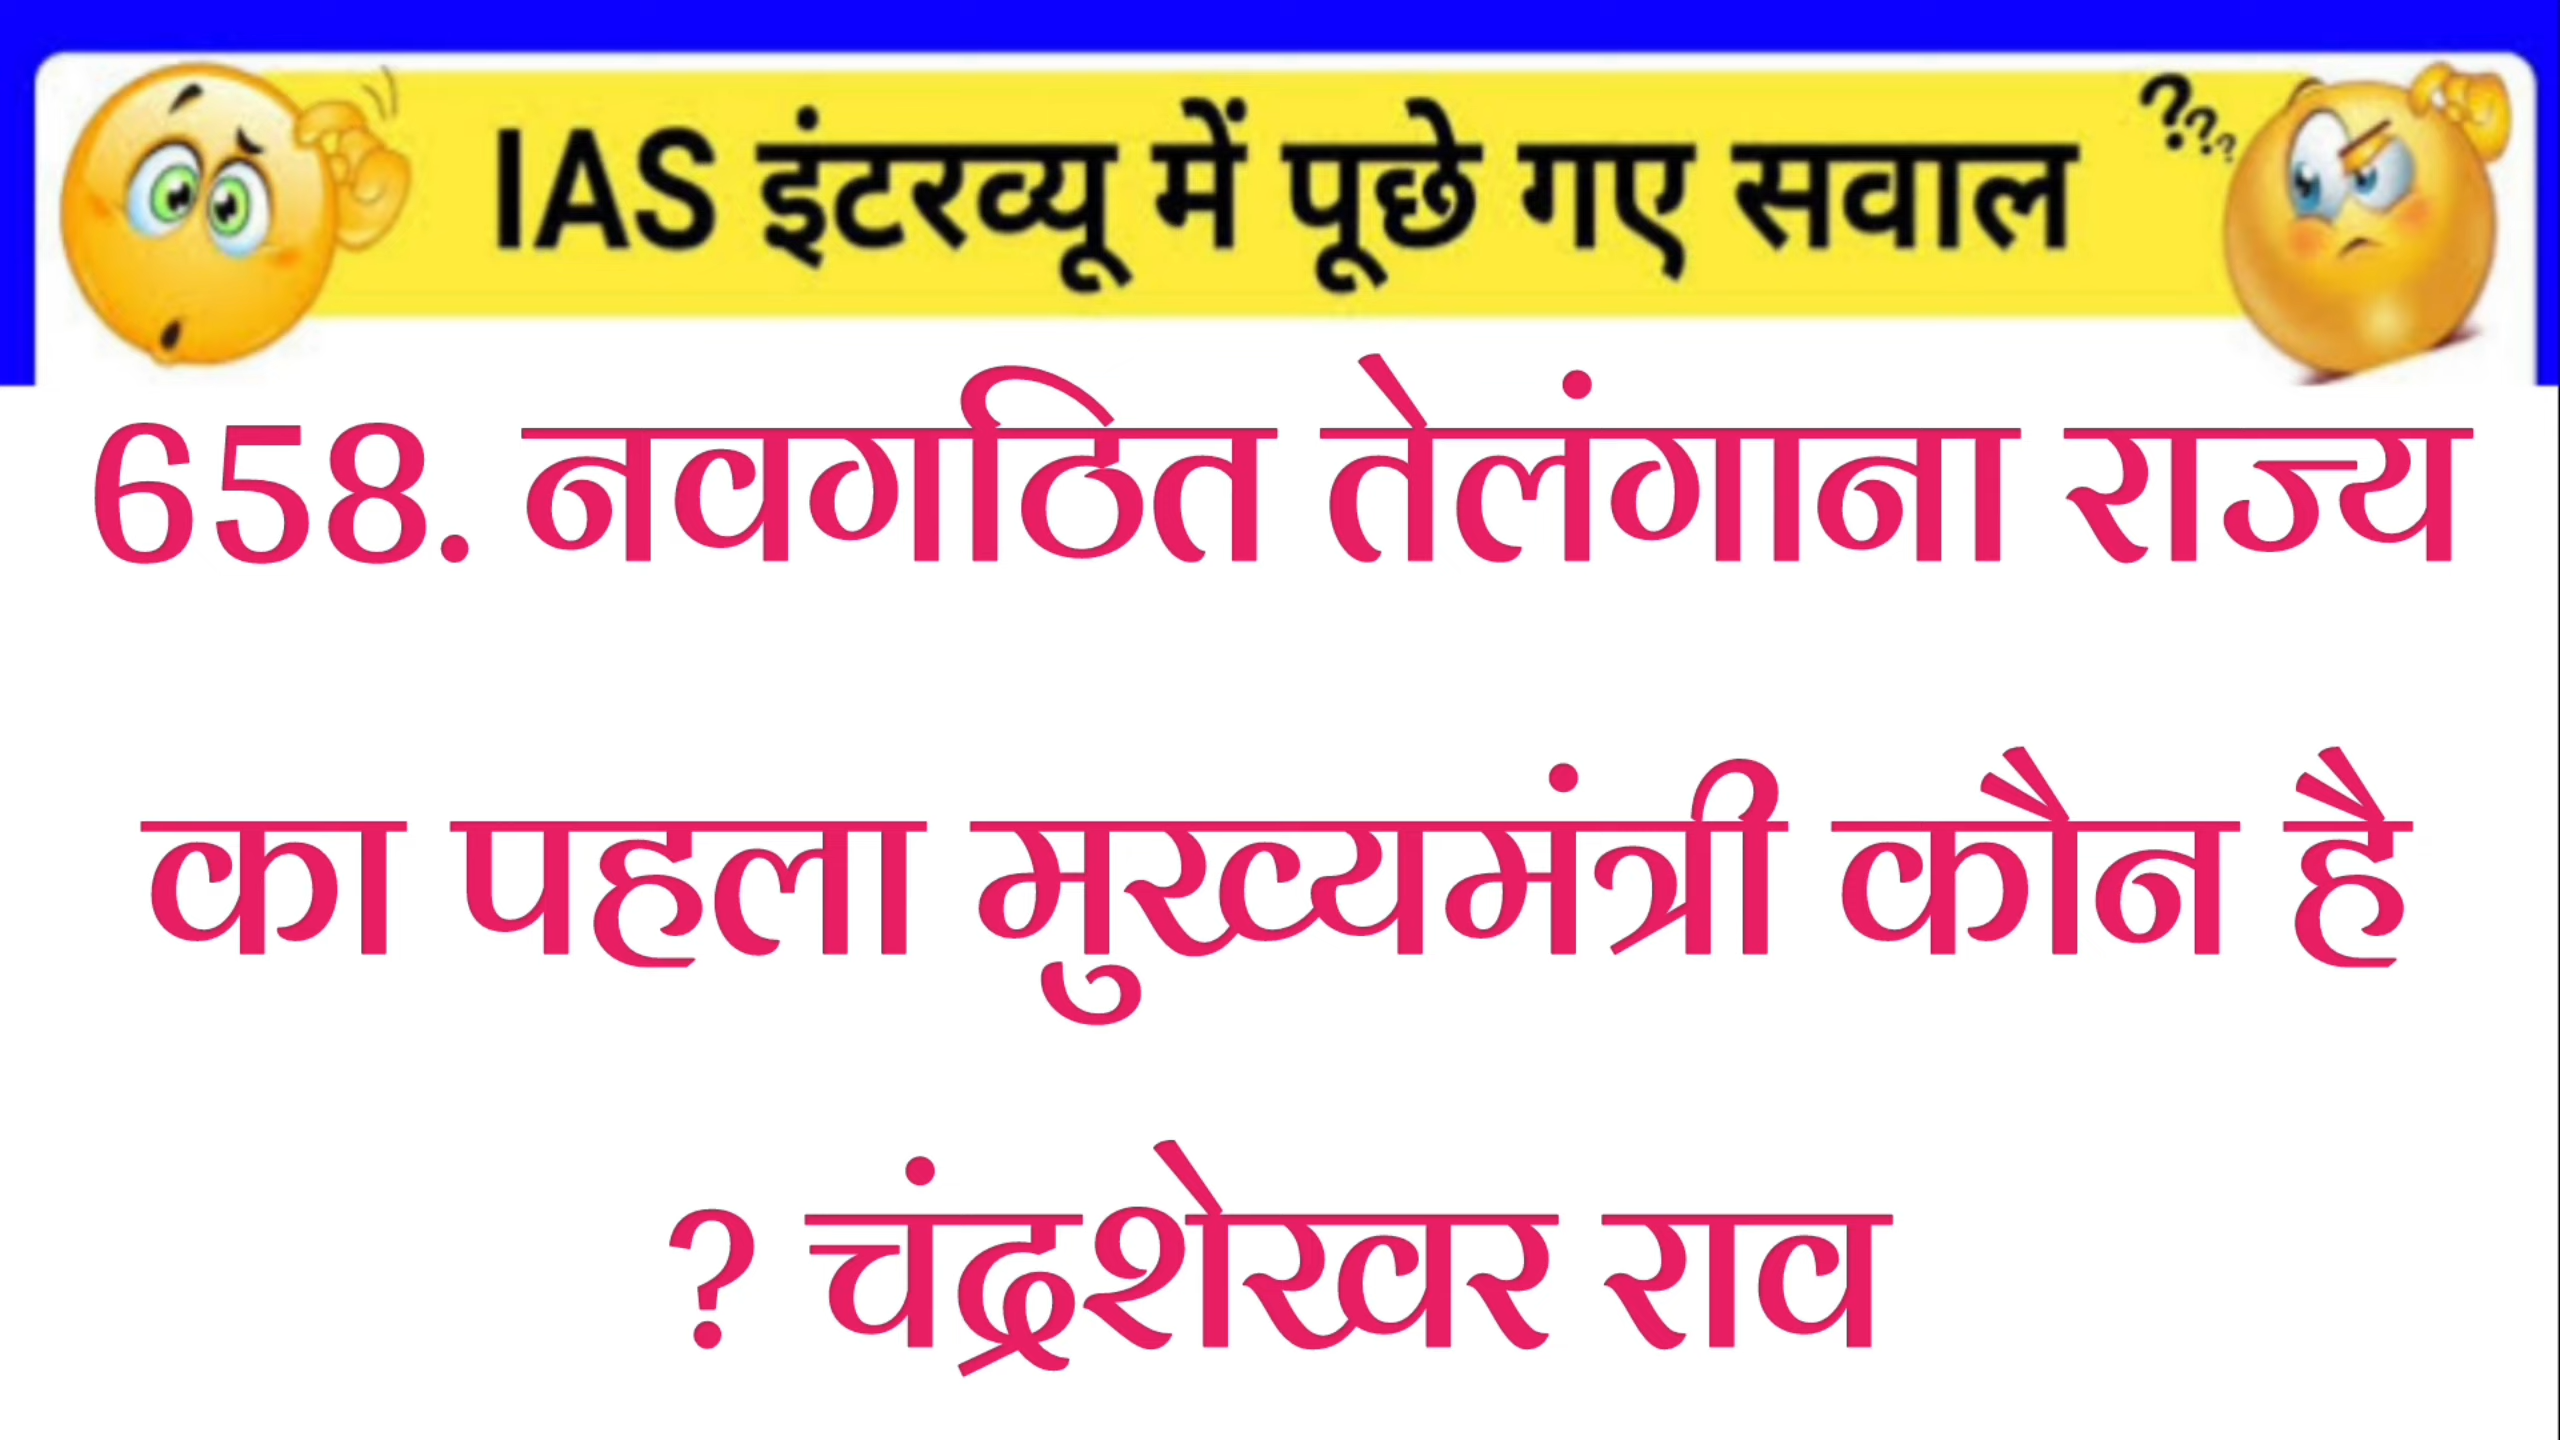 IAS इंटरव्यू में पूछे गए सवाल
???
658. नवगठित तेलंगाना राज्य
का पहला मुख्यमंत्री कौन है
? चंद्रशेखर राव